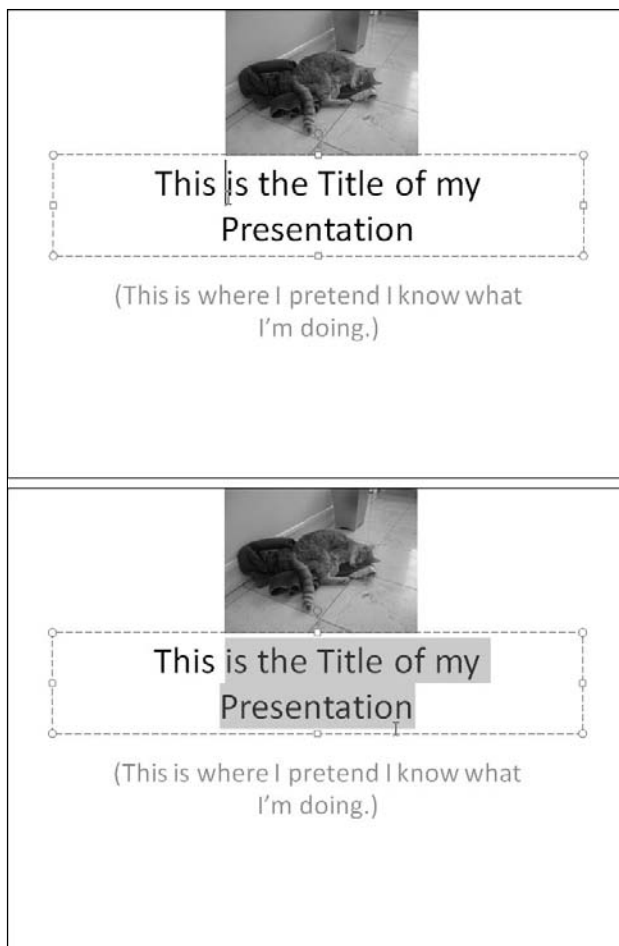 This is the Title of my
Presentation
(This is where I pretend I know what
I'm doing.)
This is the Title of my
Presentation
(This is where I pretend I know what
I'm doing.)